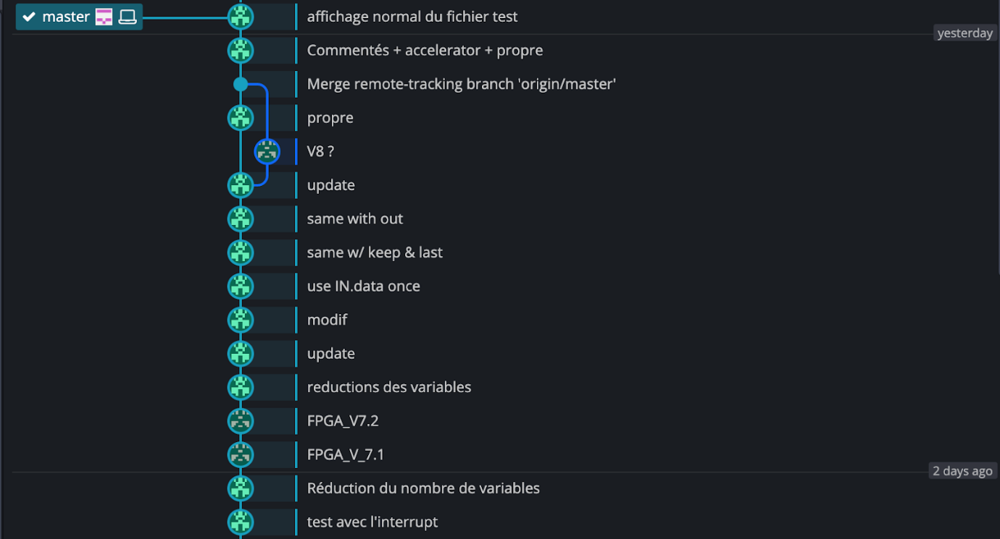 master
affichage normal du fichier test
yesterday
Commentés + accelerator + propre
Merge remote-tracking branch 'origin/master'
propre
V8 ?
update
same with out
same w/ keep & last
use IN.data once
modif
update
reductions des variables
FPGA_V7.2
FPGA_V_7.1
2 days ago
Réduction du nombre de variables
test avec l'interrupt